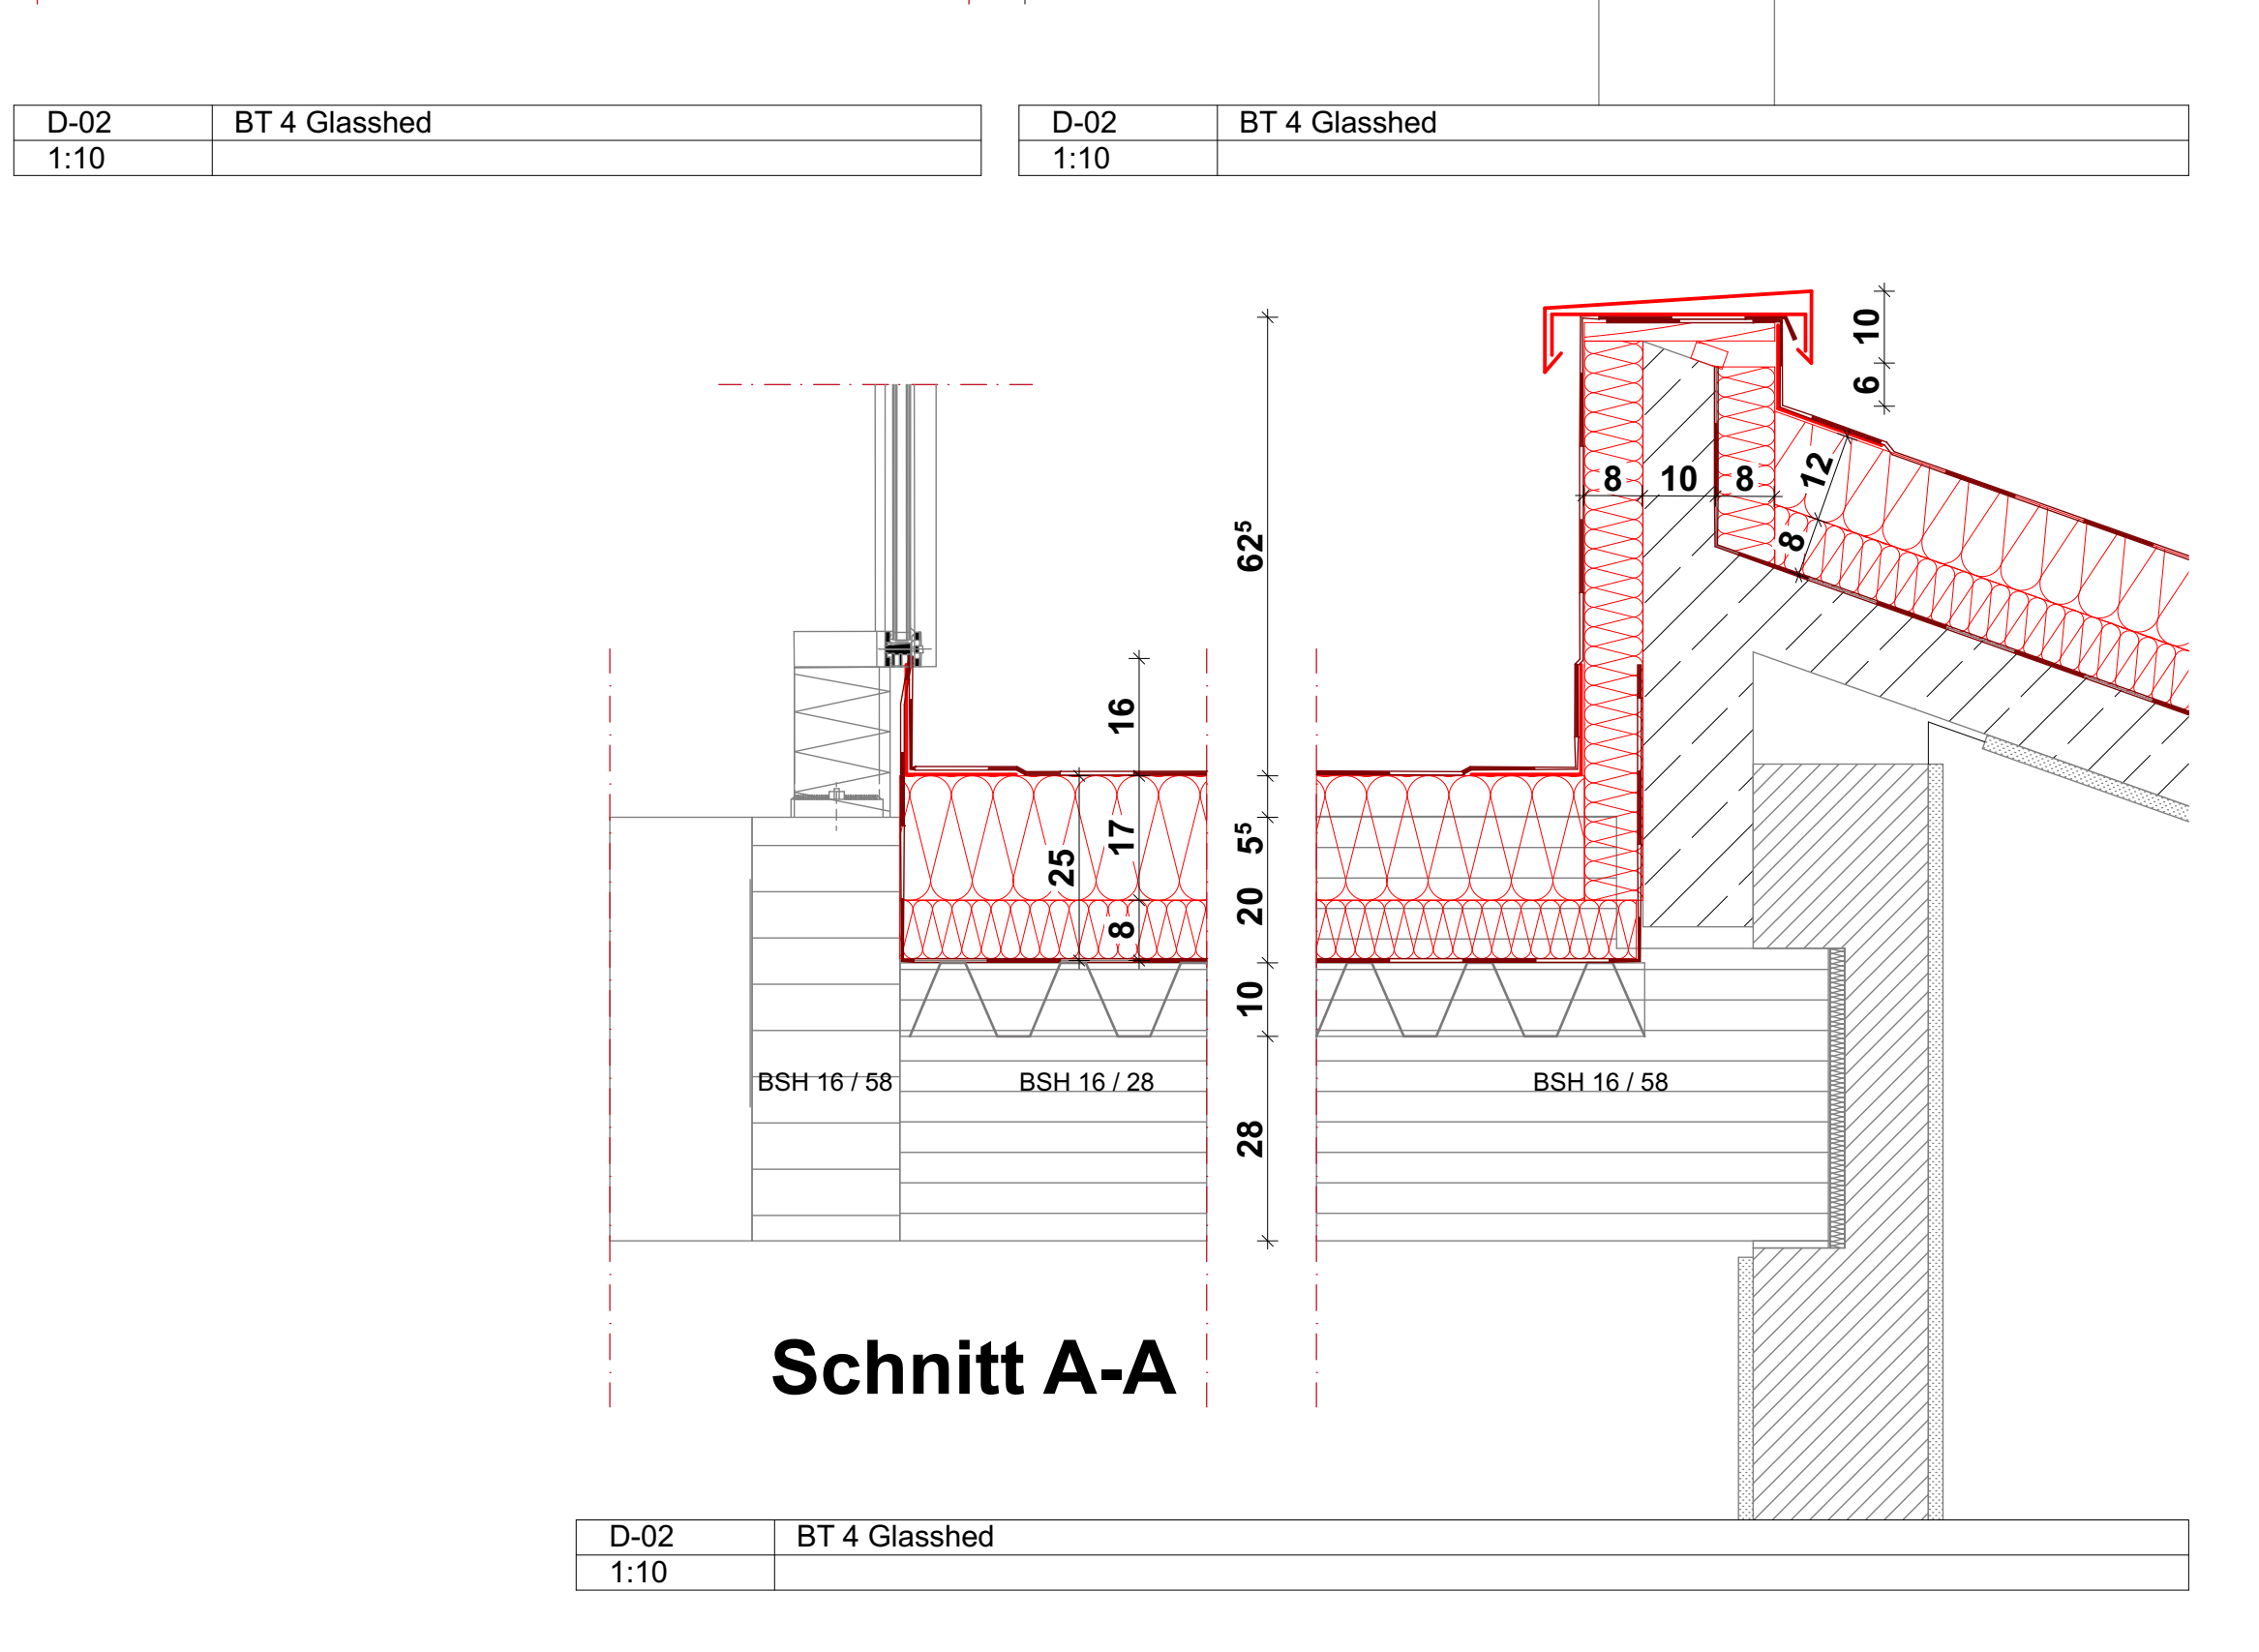 D-02 BT 4 Glasshed
1:10
D-02 BT 4 Glasshed
1:10
10
6
8 10 8 12
8
62⁵
16
17
25
8
5⁵
20
10
28
BSH 16 / 58
BSH 16 / 28
BSH 16 / 58
Schnitt A-A
D-02 BT 4 Glasshed
1:10